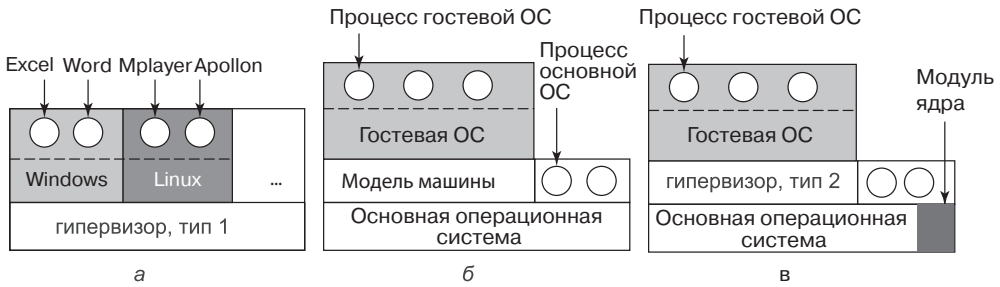 Excel Word Mplayer Apollon
Windows
Linux
...
гипервизор, тип 1
а
Процесс гостевой ОС
Процесс
основной
ОС
Гостевая ОС
Модель машины
Основная операционная
система
б
Процесс гостевой ОС
Модуль
ядра
Гостевая ОС
гипервизор, тип 2
Основная операционная
система
в